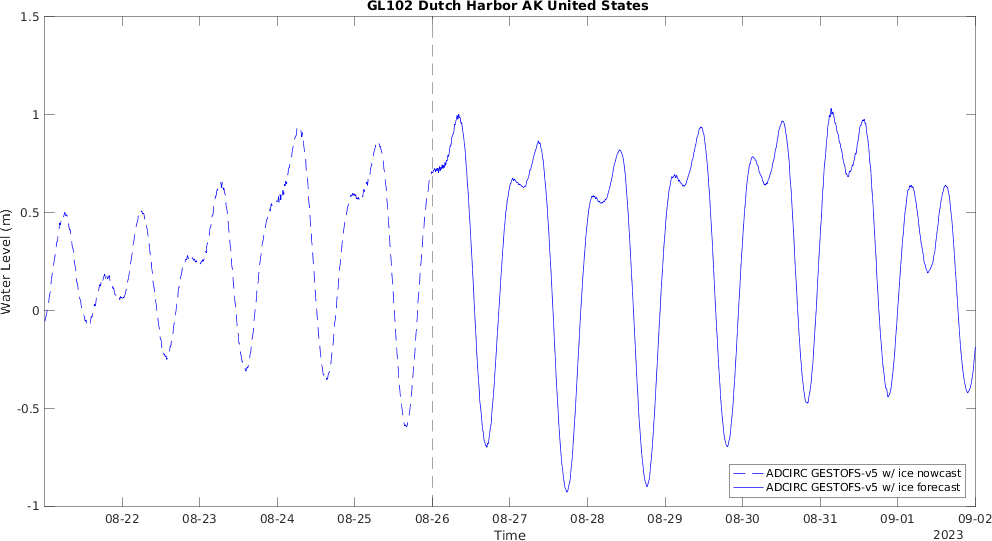 GL102 Dutch Harbor AK United States
Water Level (m)
1.5
1
0.5
0
-0.5
-1
ADCIRC GESTOFS-v5 w/ ice nowcast
ADCIRC GESTOFS-v5 w/ ice forecast
08-22 08-23 08-24 08-25 08-26 08-27 08-28 08-29 08-30 08-31 09-01 09-02
Time
2023